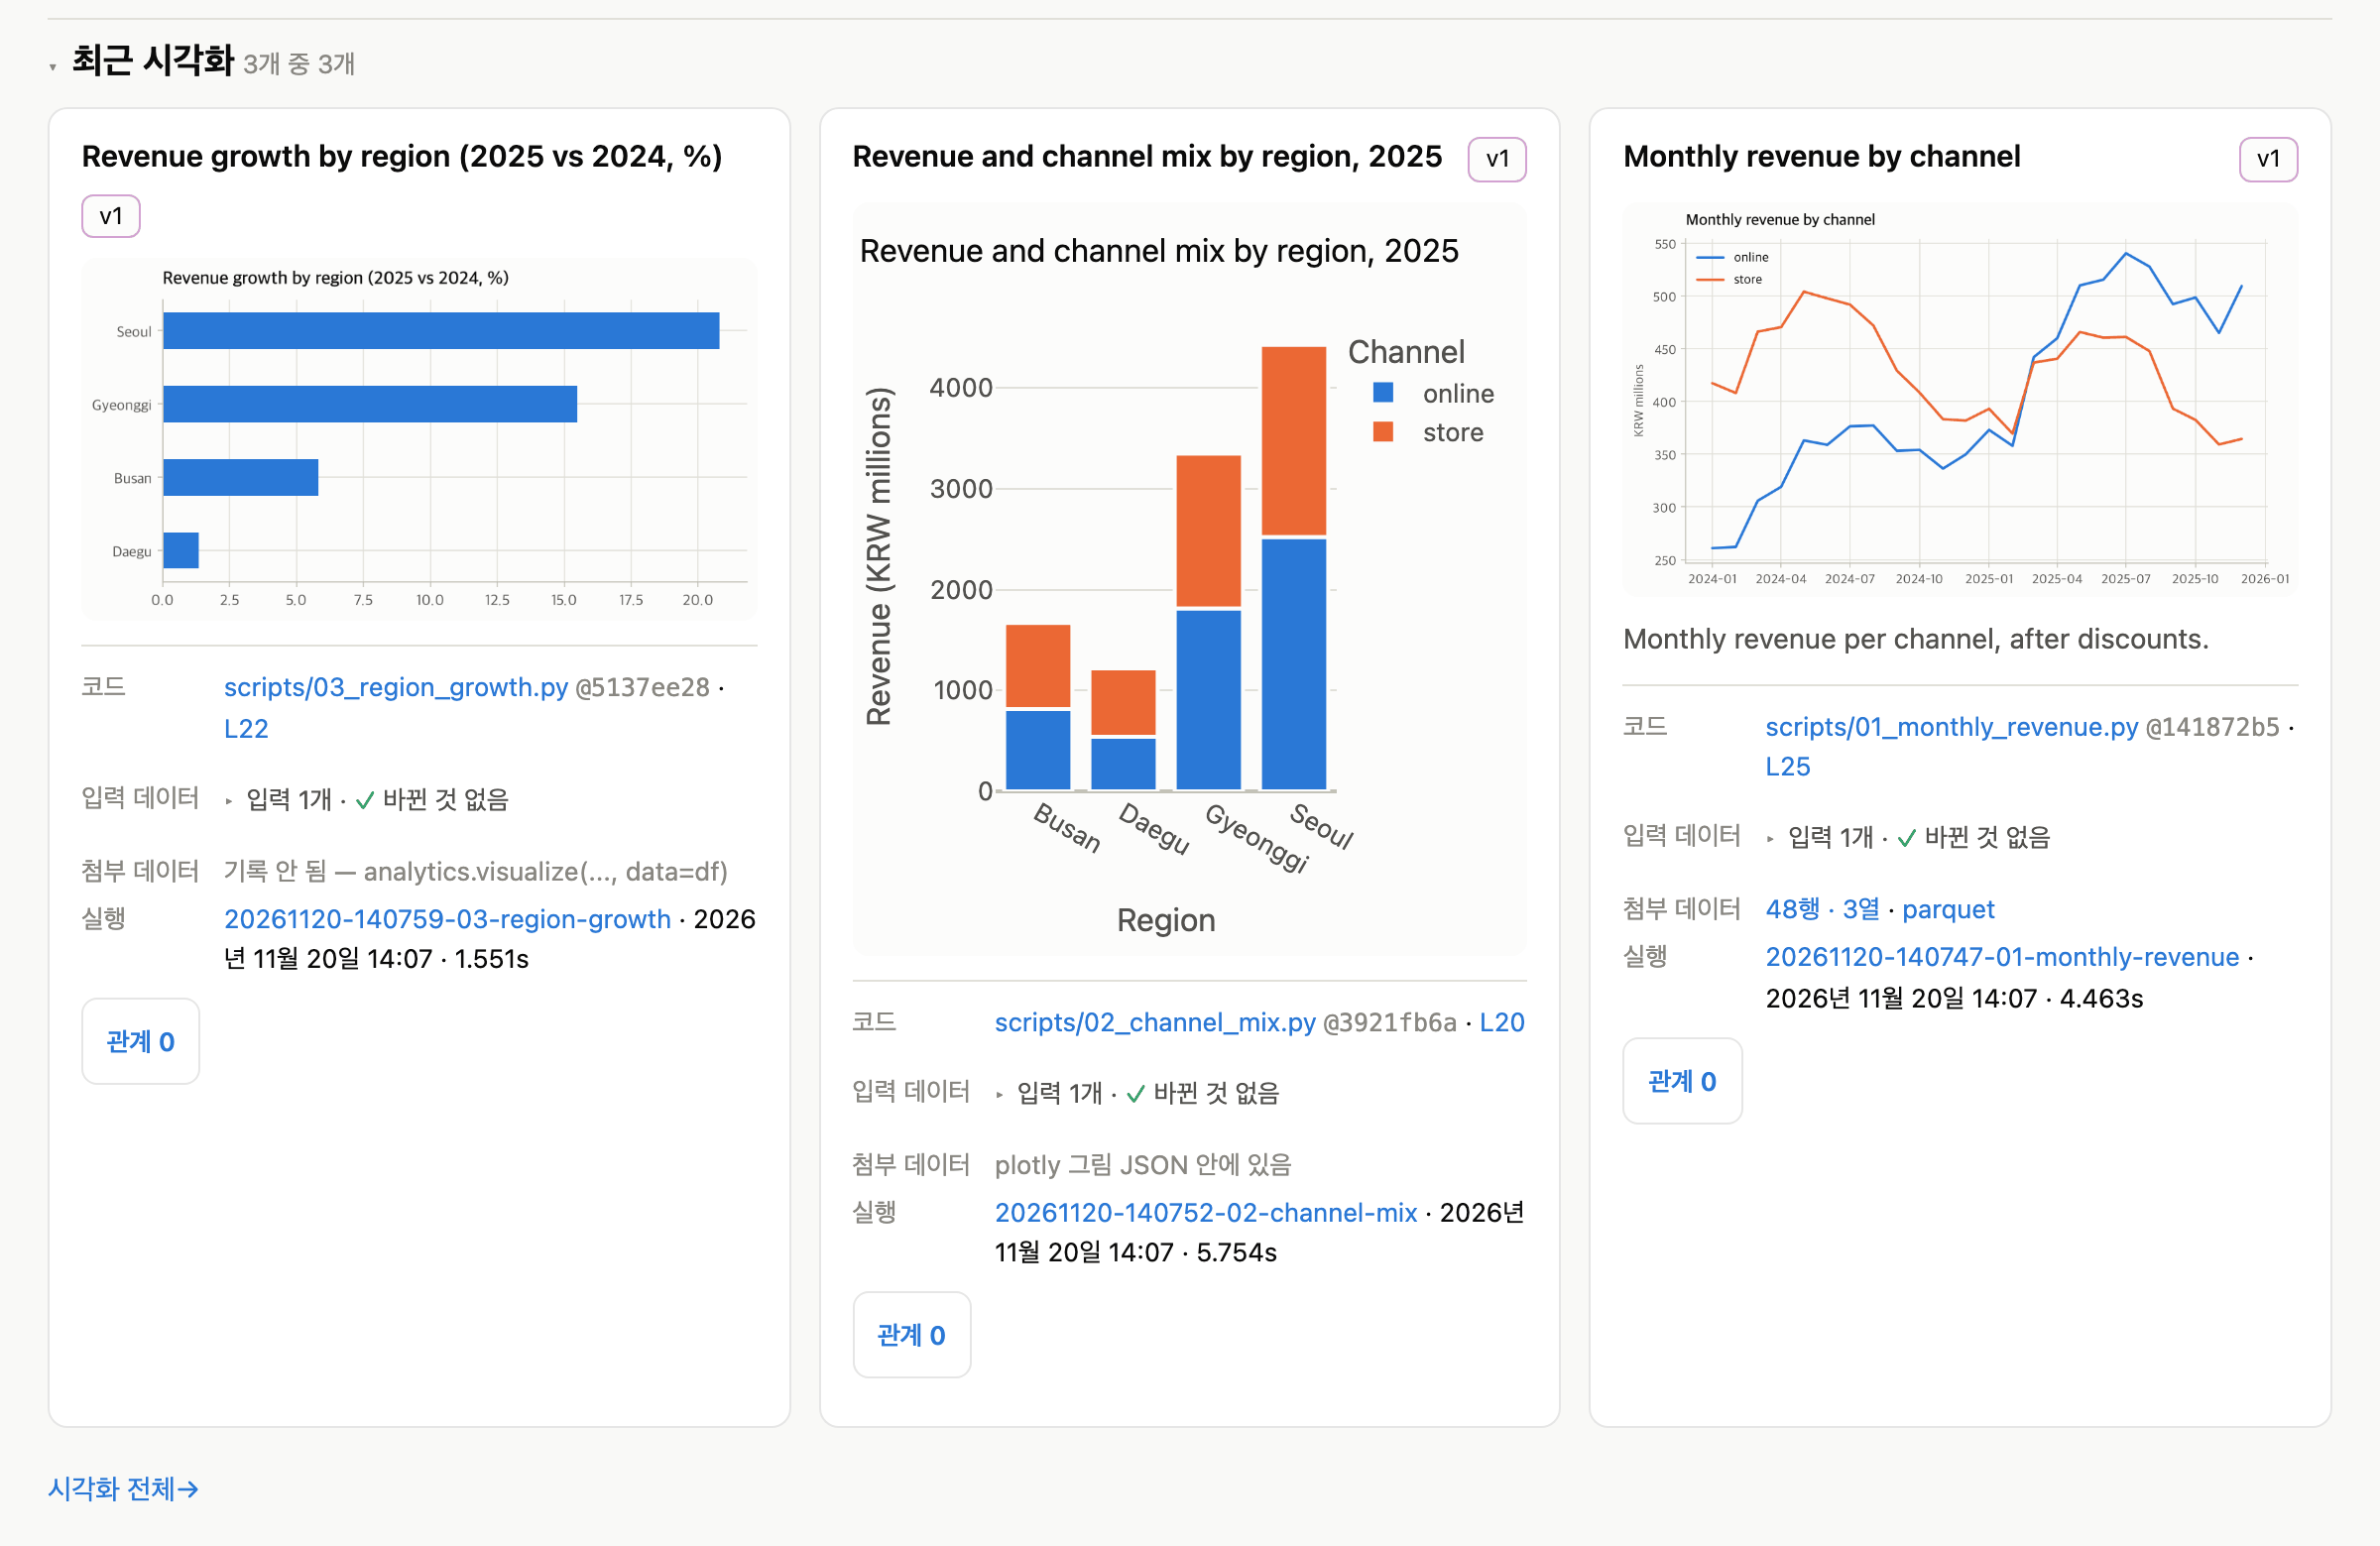 최근 시각화 3개 중 3개
Revenue growth by region (2025 vs 2024, %)
v1
Revenue growth by region (2025 vs 2024, %)
Seoul
Gyeonggi
Busan
Daegu
0.0 2.5 5.0 7.5 10.0 12.5 15.0 17.5 20.0
코드 scripts/03_region_growth.py @5137ee28 ·
L22
입력 데이터 ▸ 입력 1개 · ✓ 바뀐 것 없음
첨부 데이터 기록 안 됨 — analytics.visualize(..., data=df)
실행 20261120-140759-03-region-growth · 2026
년 11월 20일 14:07 · 1.551s
관계 0
Revenue and channel mix by region, 2025 v1
Revenue and channel mix by region, 2025
Channel
online
store
Revenue (KRW millions)
4000
3000
2000
1000
0
Busan Daegu Gyeonggi Seoul
Region
코드 scripts/02_channel_mix.py @3921fb6a · L20
입력 데이터 ▸ 입력 1개 · ✓ 바뀐 것 없음
첨부 데이터 plotly 그림 JSON 안에 있음
실행 20261120-140752-02-channel-mix · 2026년
11월 20일 14:07 · 5.754s
관계 0
Monthly revenue by channel v1
Monthly revenue by channel
online
store
KRW millions
550
500
450
400
350
300
250
2024-01 2024-04 2024-07 2024-10 2025-01 2025-04 2025-07 2025-10 2026-01
Monthly revenue per channel, after discounts.
코드 scripts/01_monthly_revenue.py @141872b5 ·
L25
입력 데이터 ▸ 입력 1개 · ✓ 바뀐 것 없음
첨부 데이터 48행 · 3열 · parquet
실행 20261120-140747-01-monthly-revenue ·
2026년 11월 20일 14:07 · 4.463s
관계 0
시각화 전체→